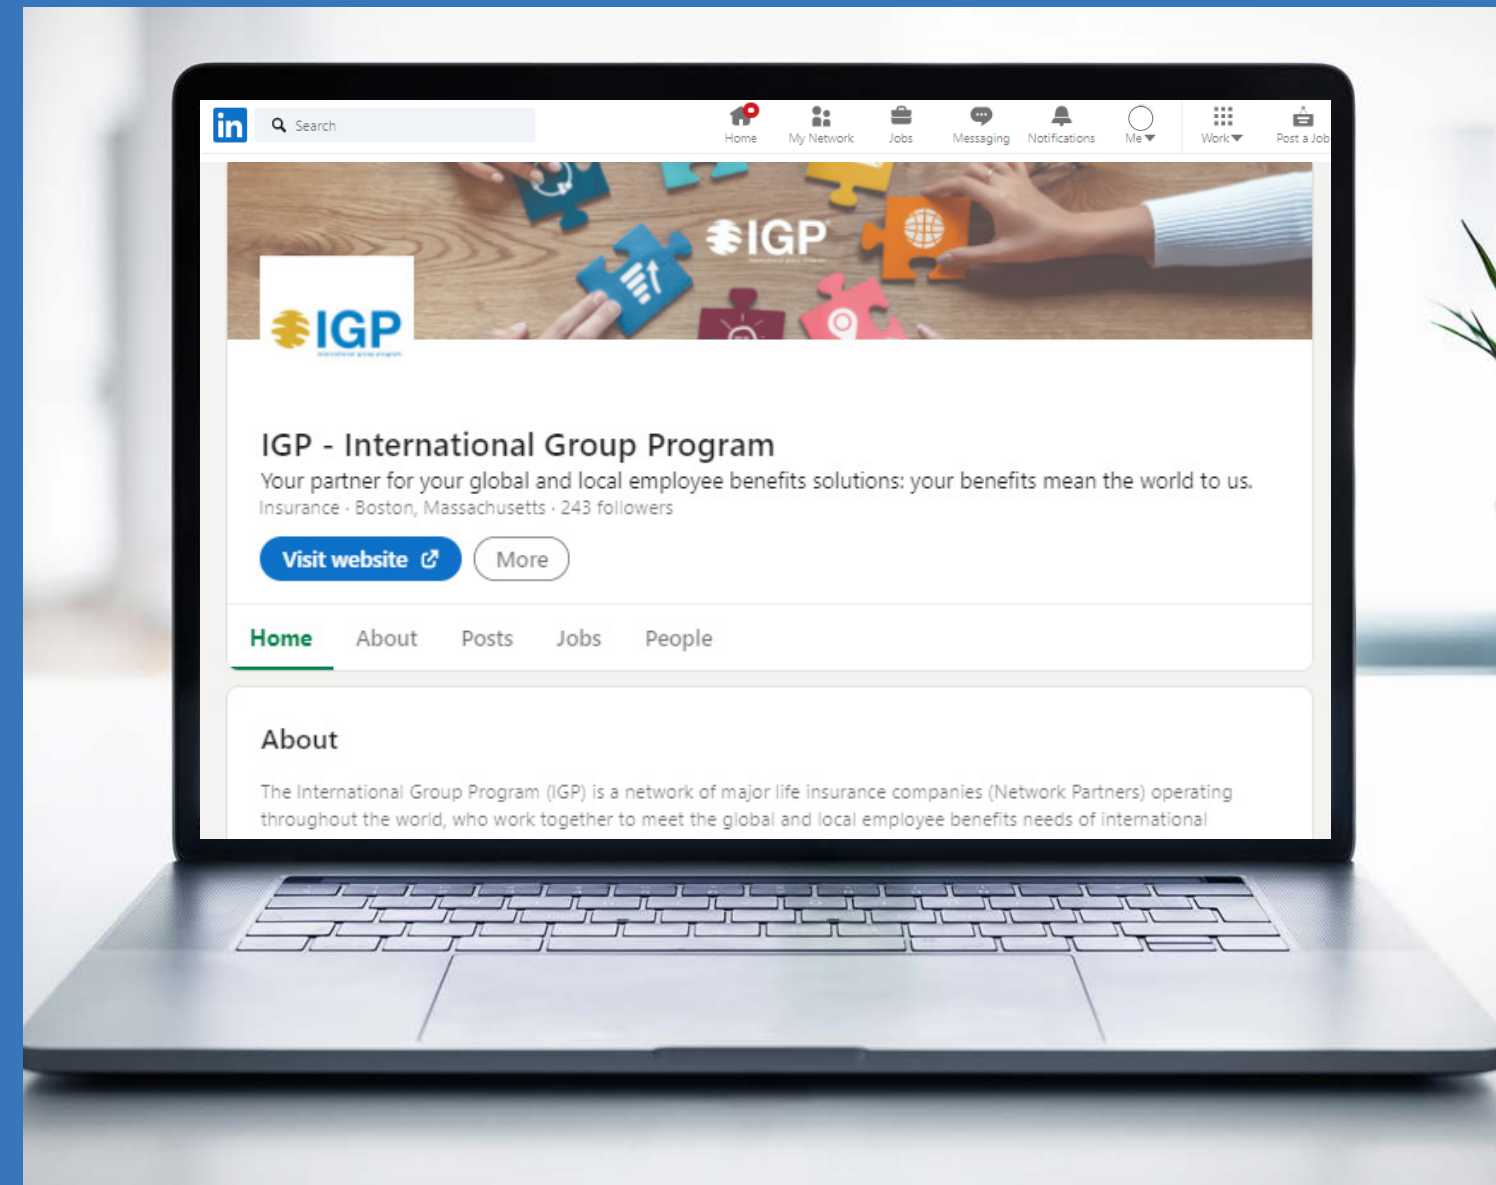 in
Search
Home
My Network
Jobs
Messaging
Notifications
Me
Work
Post a Job
IGP
IGP
international group program
IGP - International Group Program
Your partner for your global and local employee benefits solutions: your benefits mean the world to us.
Insurance · Boston, Massachusetts · 243 followers
Visit website
More
Home
About
Posts
Jobs
People
About
The International Group Program (IGP) is a network of major life insurance companies (Network Partners) operating
throughout the world, who work together to meet the global and local employee benefits needs of international